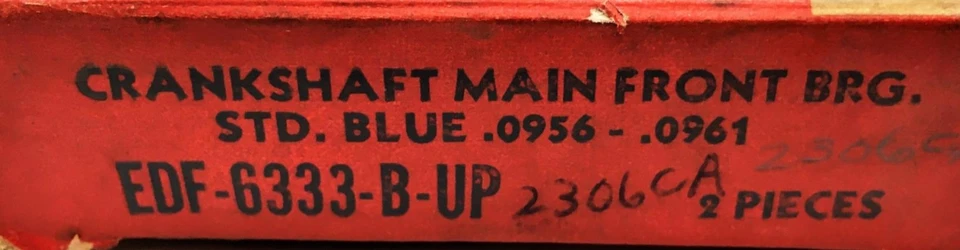 CRANKSHAFT MAIN FRONT BRG.
STD. BLUE .0956 - .0961
EDF-6333-B-UP 2306CA 2 PIECES